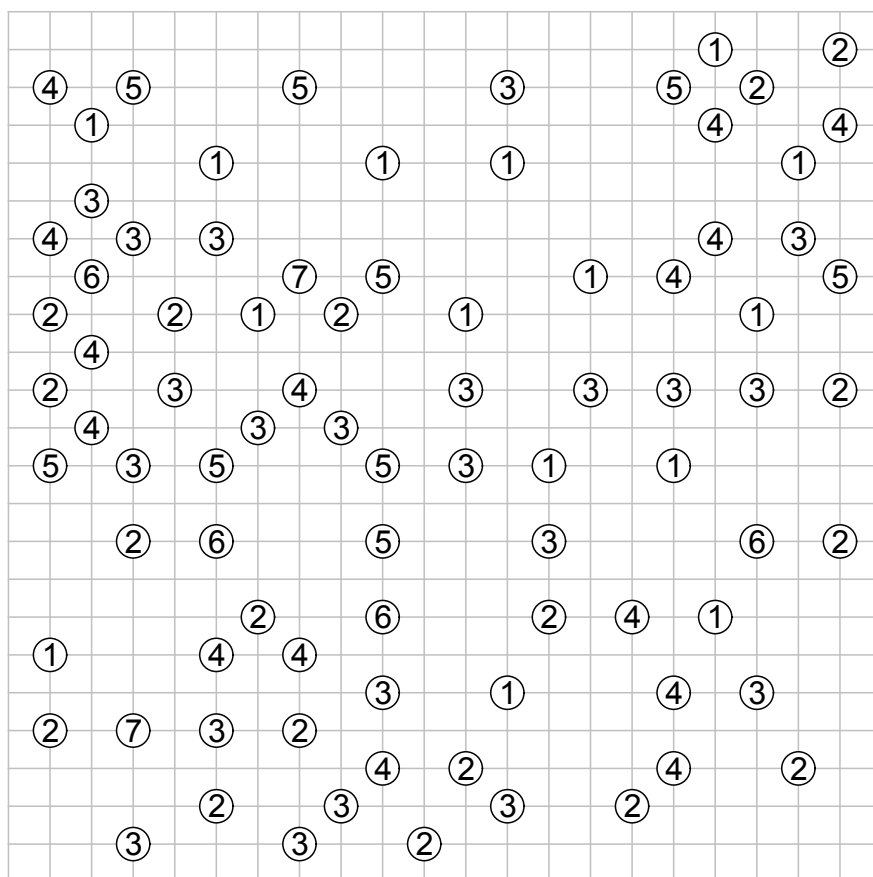 1 2
4 5 5 3 5 2
1 4 4
1 1 1 1
3
4 3 3 4 3
6 7 5 1 4 5
2 2 1 2 1 1
4
2 3 4 3 3 3 3 2
4 3 3
5 3 5 5 3 1 1
2 6 5 3 6 2
2 6 2 4 1
1 4 4
3 1 4 3
2 7 3 2
4 2 4 2
2 3 3 2
3 3 2